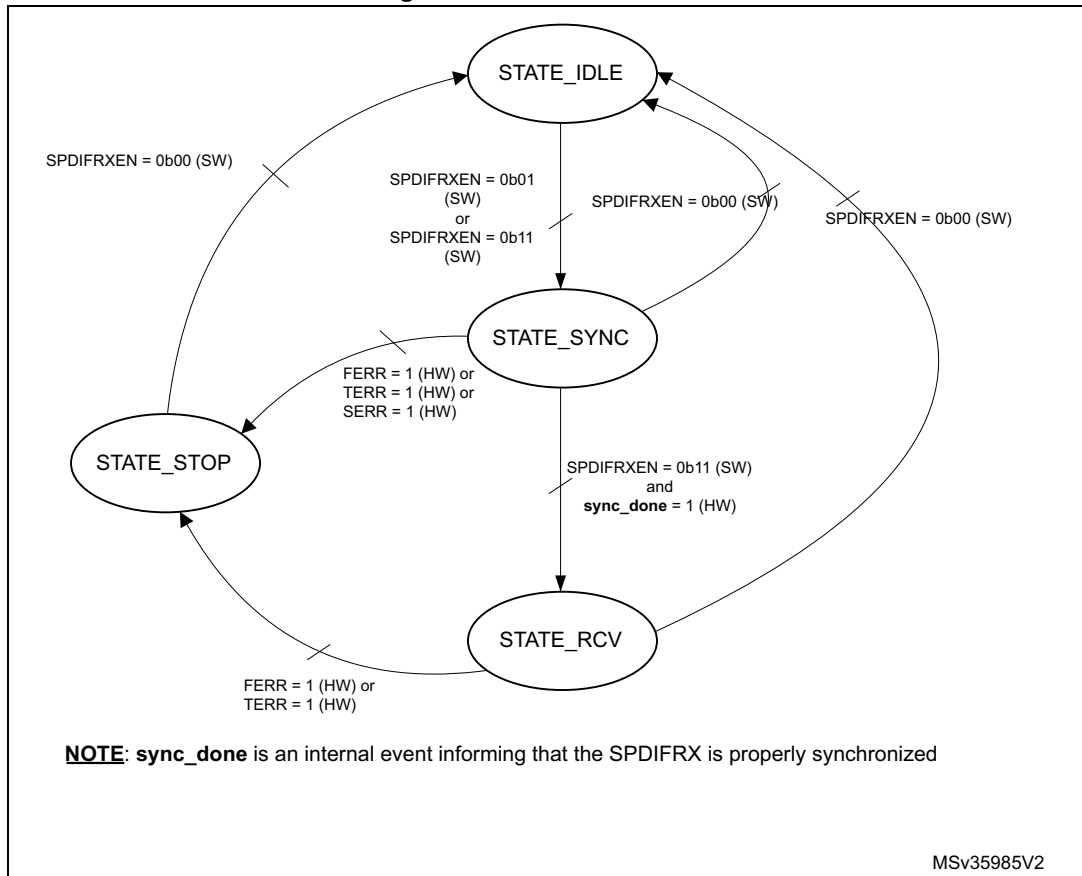 STATE_IDLE
SPDIFRXEN = 0b00 (SW)
SPDIFRXEN = 0b01
(SW)
or
SPDIFRXEN = 0b11
(SW)
SPDIFRXEN = 0b00 (SW)
SPDIFRXEN = 0b00 (SW)
STATE_SYNC
FERR = 1 (HW) or
TERR = 1 (HW) or
SERR = 1 (HW)
STATE_STOP
SPDIFRXEN = 0b11 (SW)
and
sync_done = 1 (HW)
STATE_RCV
FERR = 1 (HW) or
TERR = 1 (HW)
NOTE: sync_done is an internal event informing that the SPDIFRX is properly synchronized
MSv35985V2